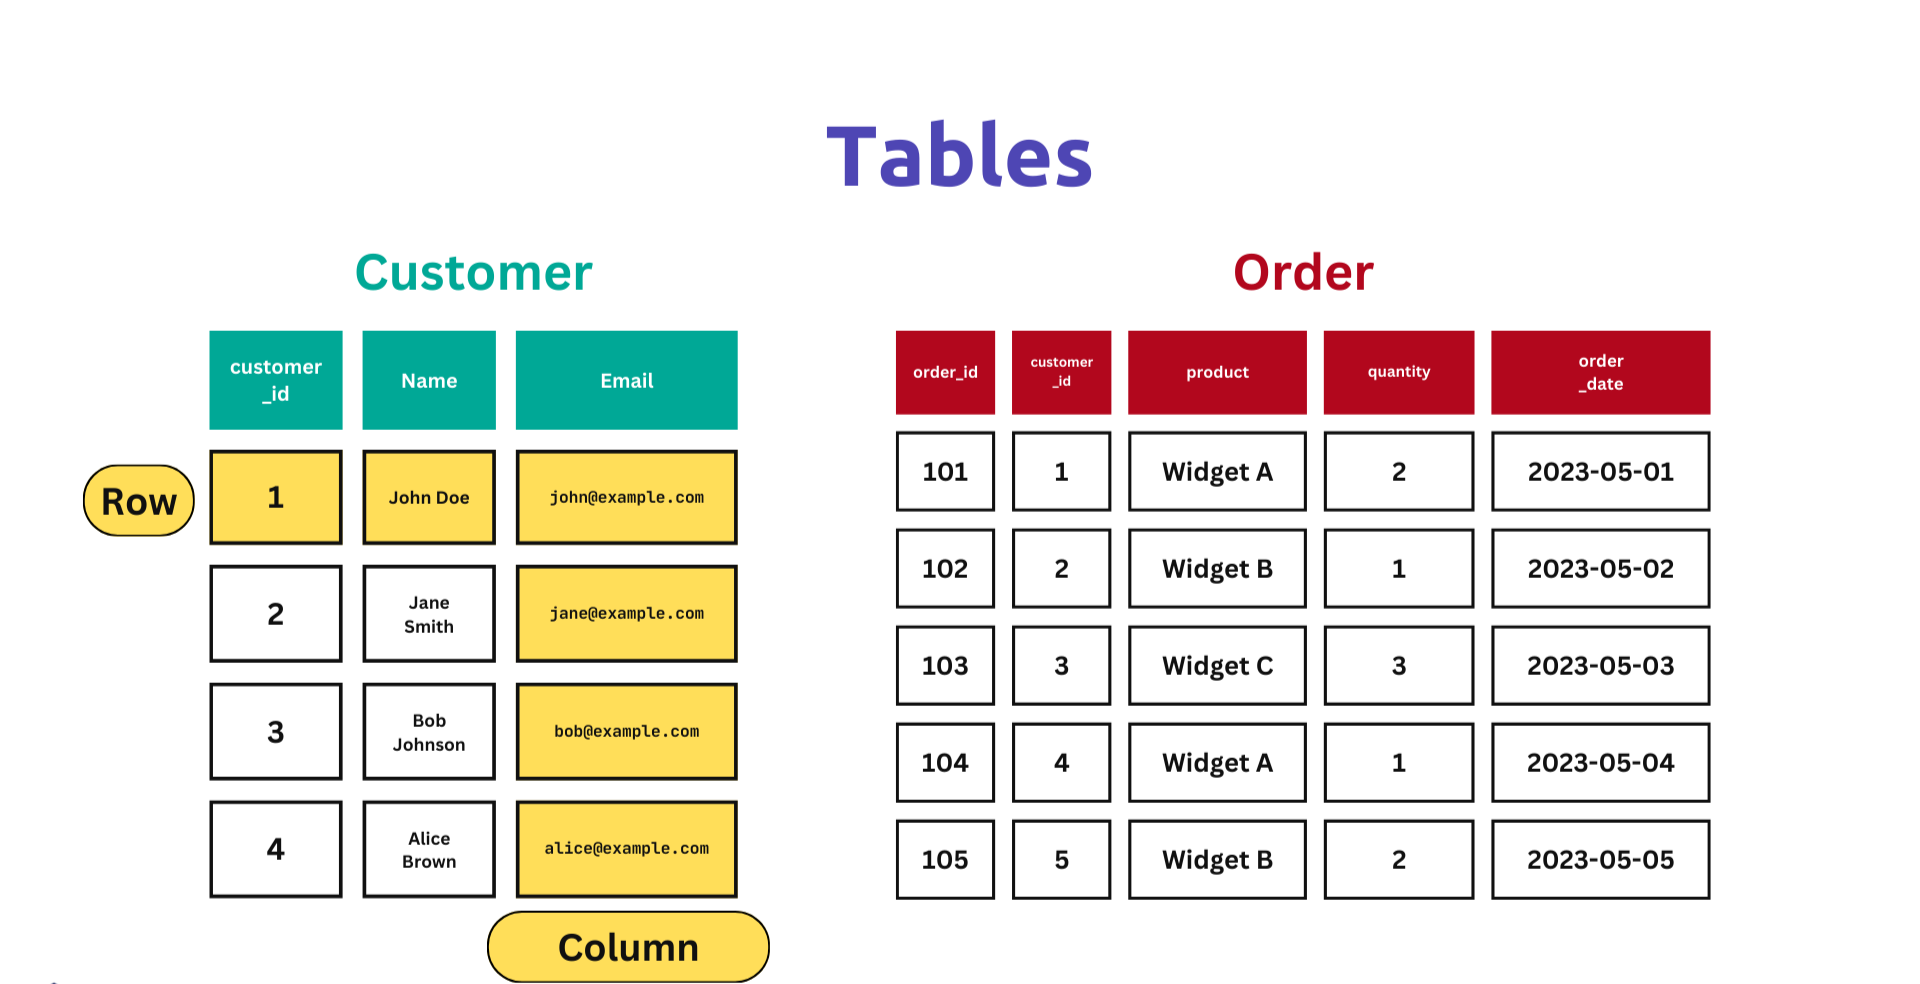 Tables
Customer
customer
_id
Name
Email
Row
1
John Doe
john@example.com
2
Jane
Smith
jane@example.com
3
Bob
Johnson
bob@example.com
4
Alice
Brown
alice@example.com
Column
Order
order_id
customer
_id
product
quantity
order
_date
101
1
Widget A
2
2023-05-01
102
2
Widget B
1
2023-05-02
103
3
Widget C
3
2023-05-03
104
4
Widget A
1
2023-05-04
105
5
Widget B
2
2023-05-05